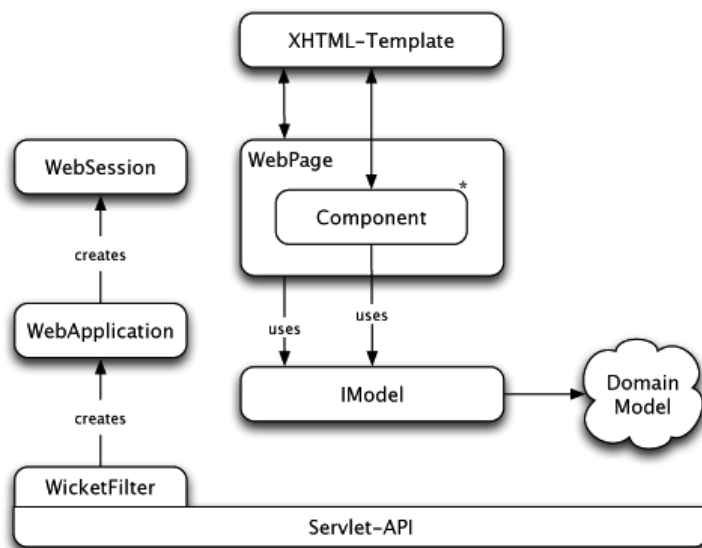 XHTML-Template
WebSession
WebPage
*
Component
creates
uses
uses
WebApplication
IModel
Domain
Model
creates
WicketFilter
Servlet-API